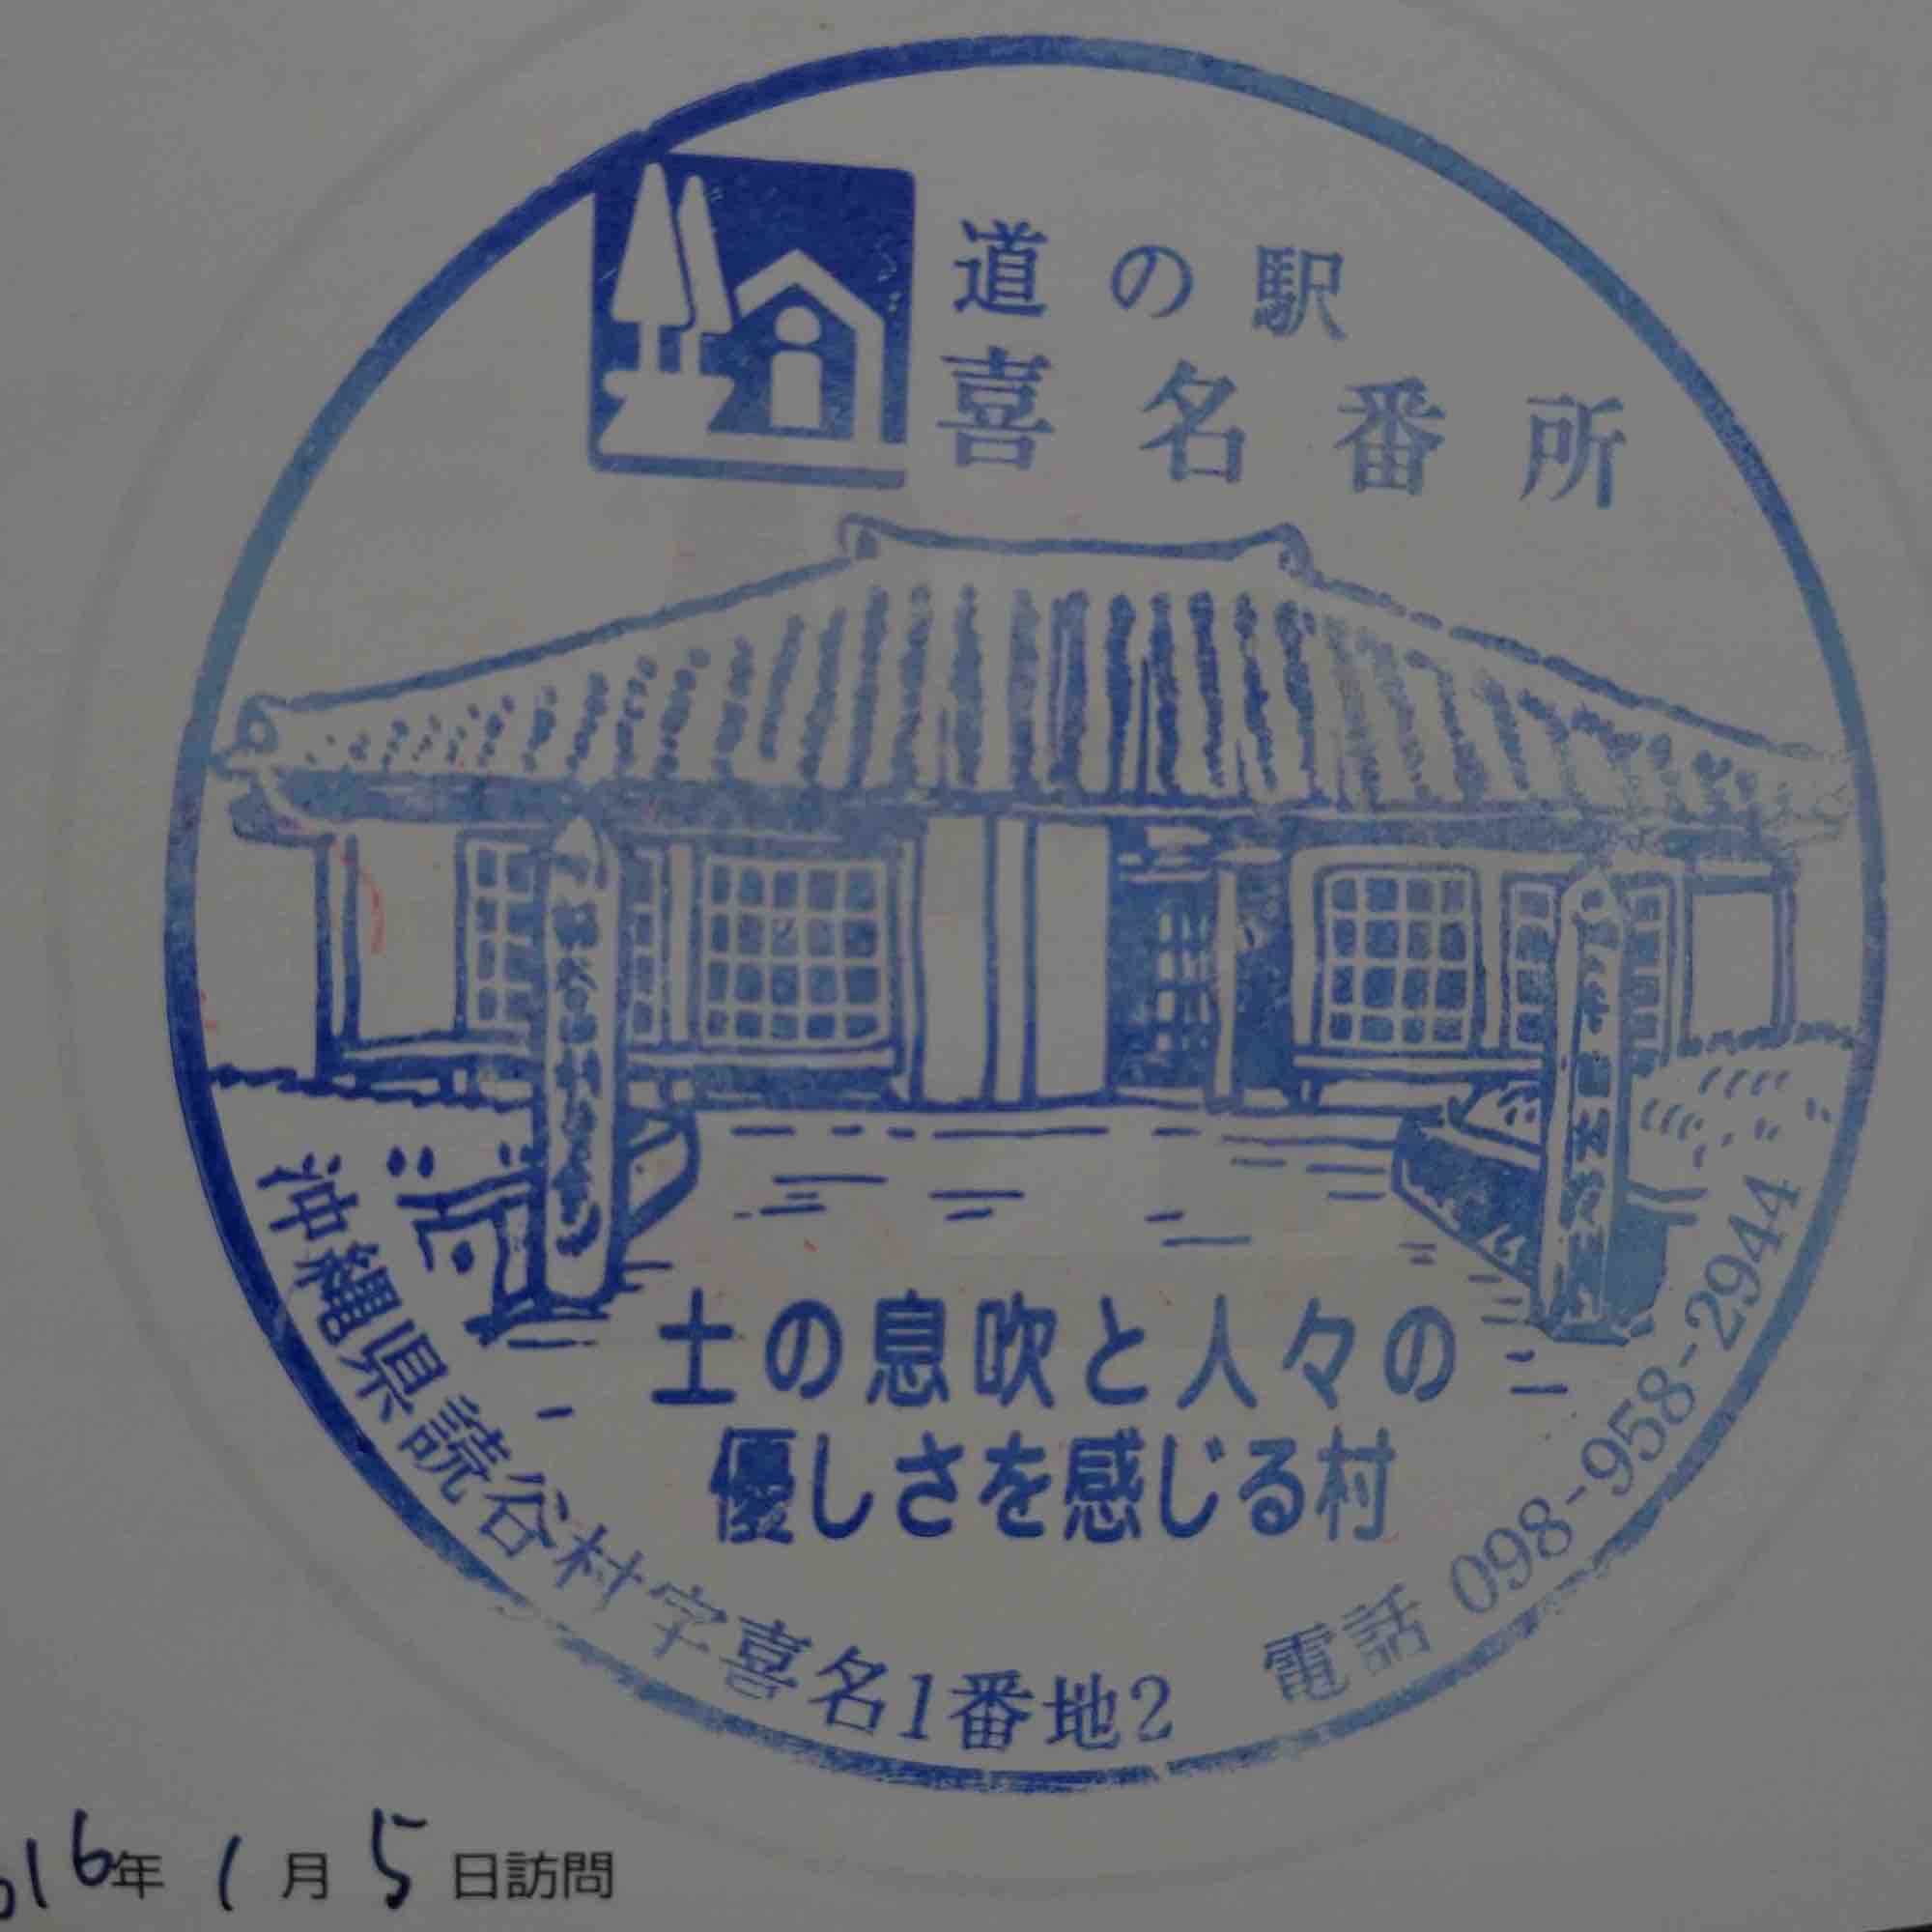 道の駅
喜名番所
土の息吹と人々の
優しさを感じる村
沖縄県読谷村字喜名1番地2 電話 098-958-2944
016年 1月 5日訪問